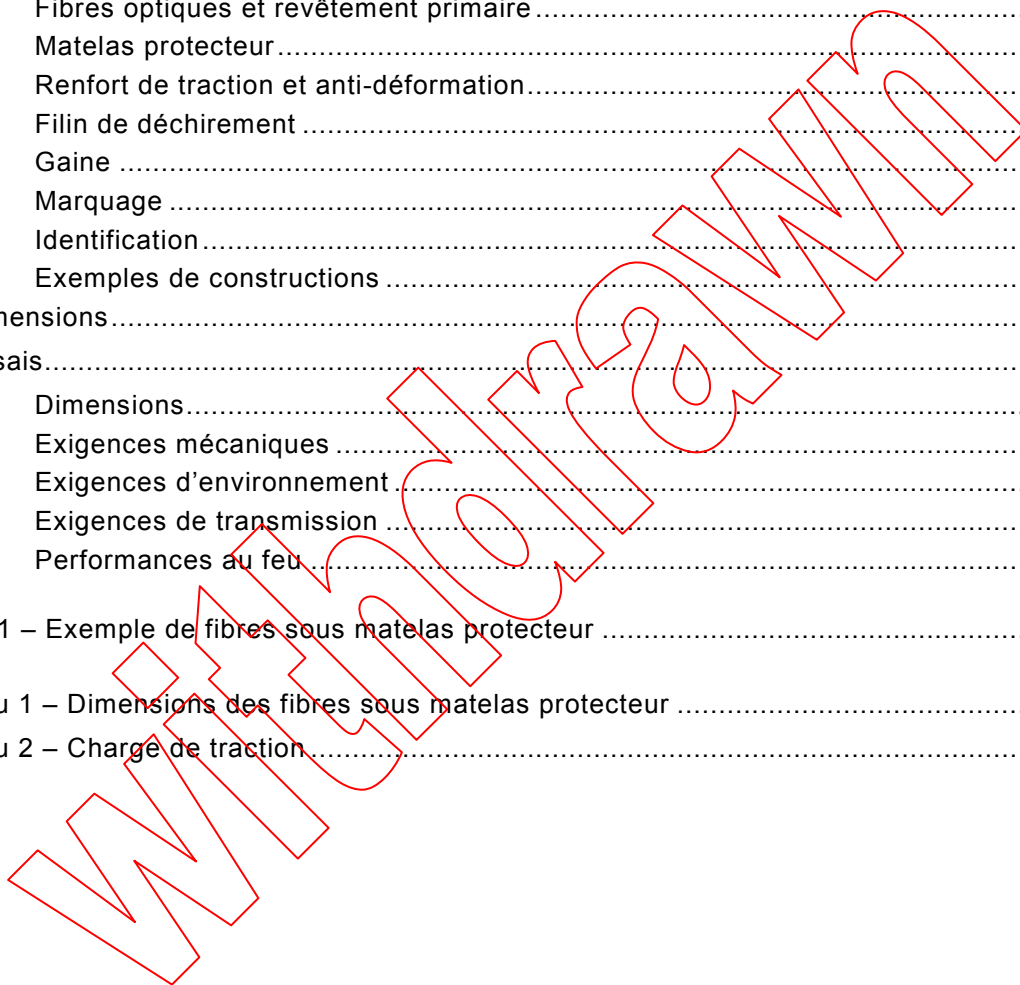 Fibres optiques et revêtement primaire
Matelas protecteur
Renfort de traction et anti-déformation
Filin de déchirement
Gaine
Marquage
Identification
Exemples de constructions
mensions
sais
Dimensions
Exigences mécaniques
Exigences d'environnement
Exigences de transmission
Performances au feu
1 – Exemple de fibres sous matelas protecteur
u 1 – Dimensions des fibres sous matelas protecteur
u 2 – Charge de traction
withdrawn